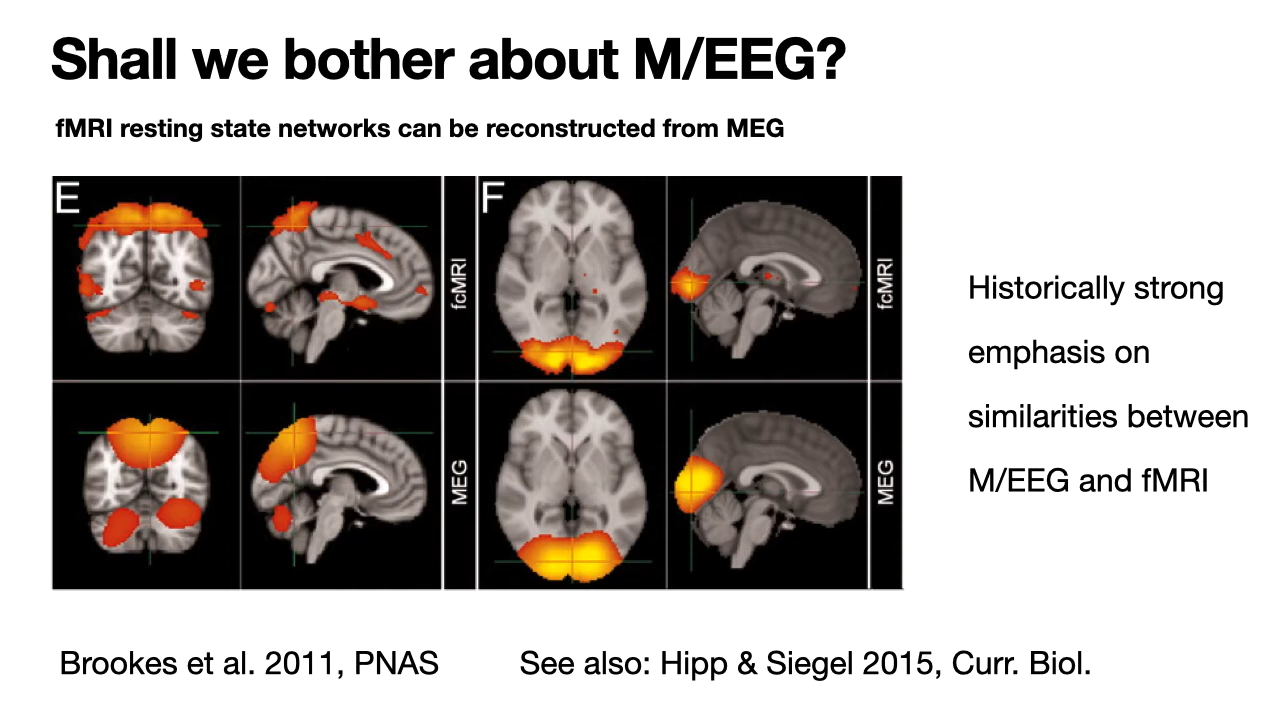 Shall we bother about M/EEG?
fMRI resting state networks can be reconstructed from MEG
E
fcMRI
F
fcMRI
MEG
MEG
Historically strong
emphasis on
similarities between
M/EEG and fMRI
Brookes et al. 2011, PNAS
See also: Hipp & Siegel 2015, Curr. Biol.